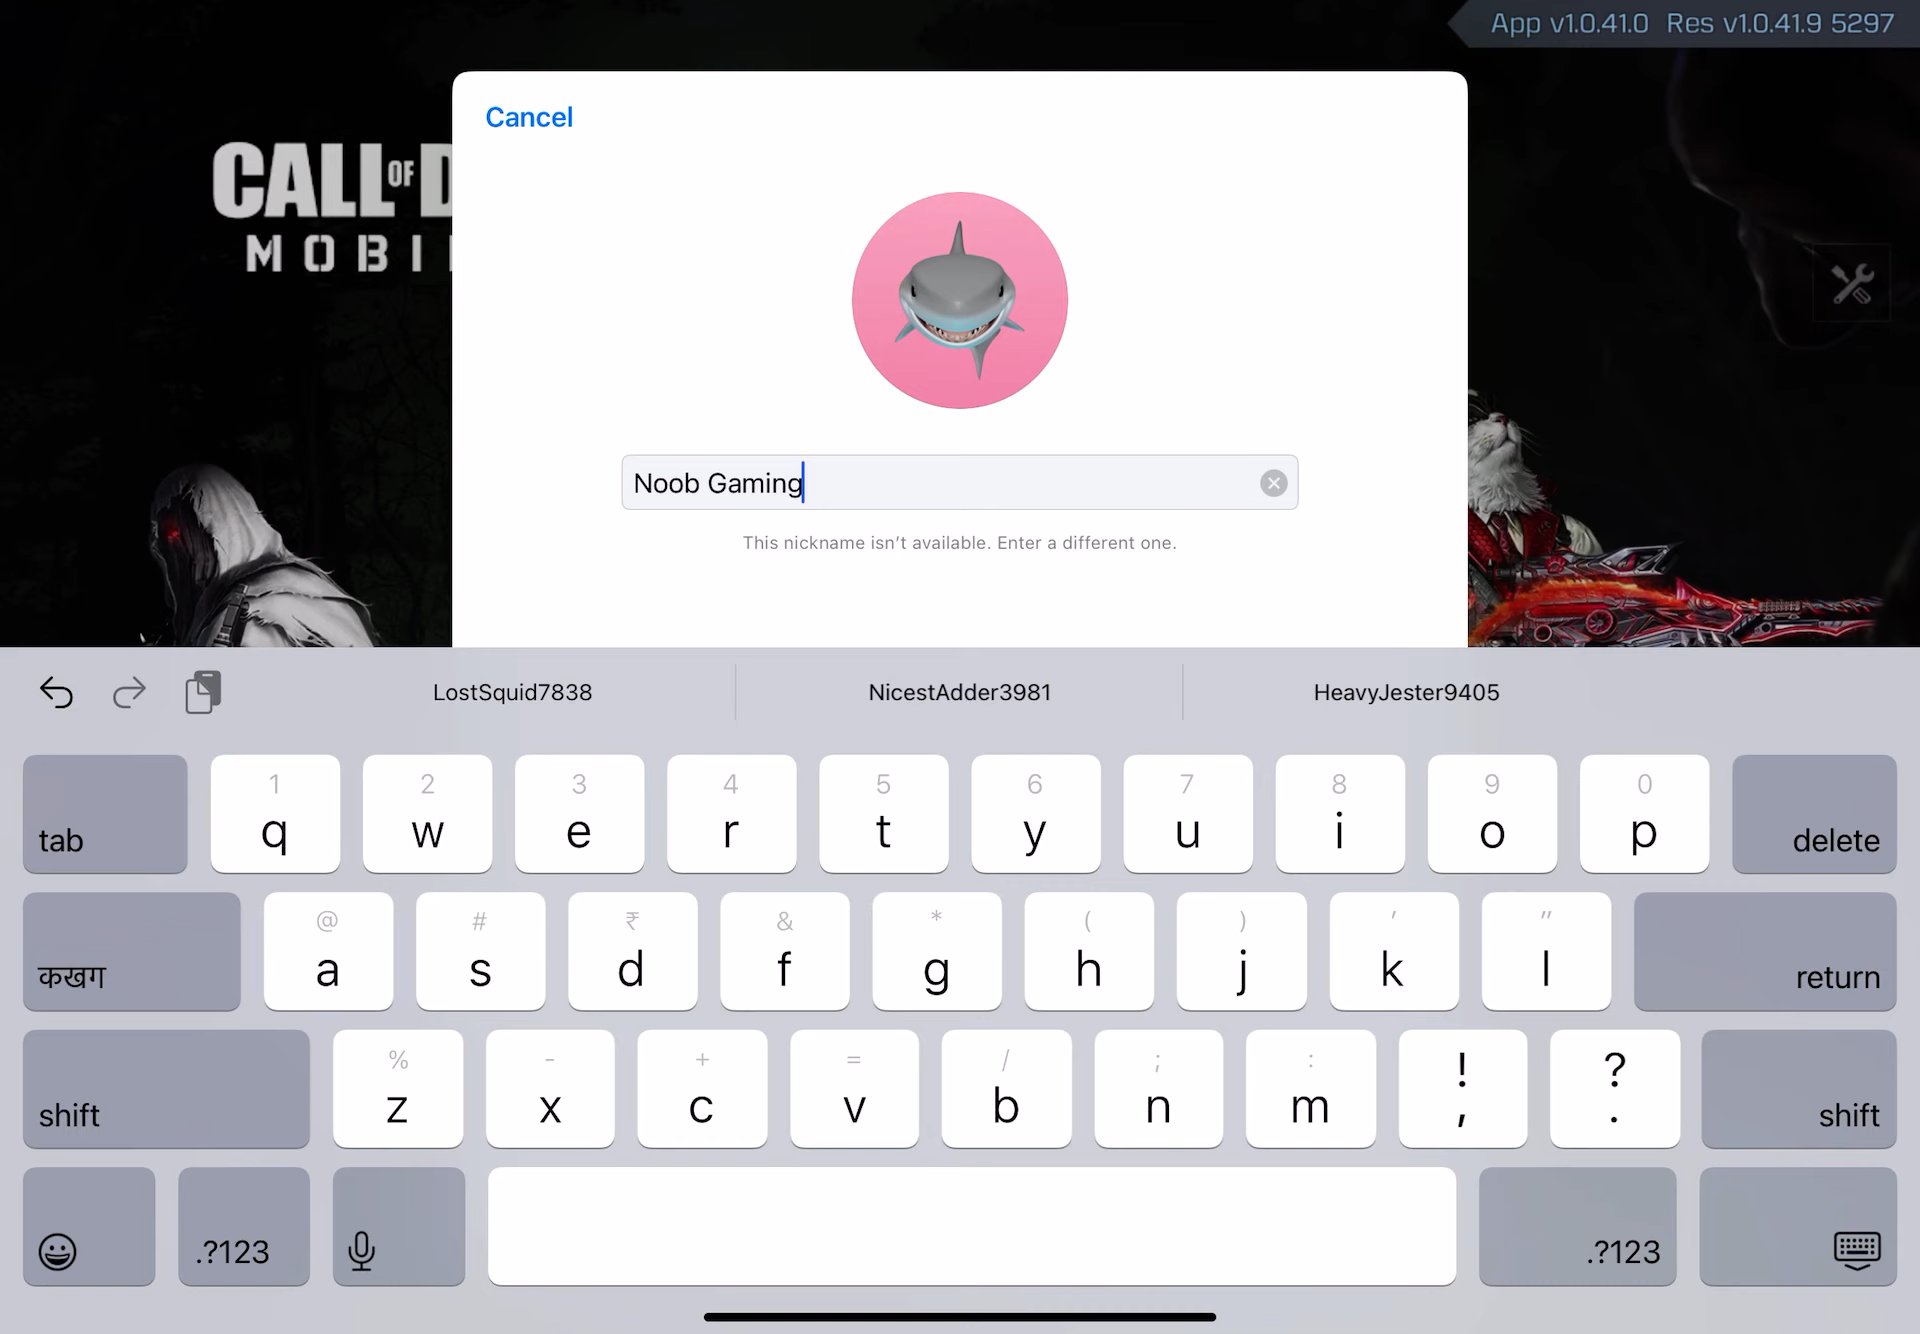 App v1.0.41.0 Res v1.0.41.9 5297
Cancel
CALL OF D
MOBI
Noob Gaming
This nickname isn’t available. Enter a different one.
LostSquid7838 NicestAdder3981 HeavyJester9405
1 2 3 4 5 6 7 8 9 0
tab q w e r t y u i o p delete
@ # ₹ & * ( ) ' "
कखग a s d f g h j k l return
% - + = / ; : ! ?
shift z x c v b n m , . shift
.?123 .?123